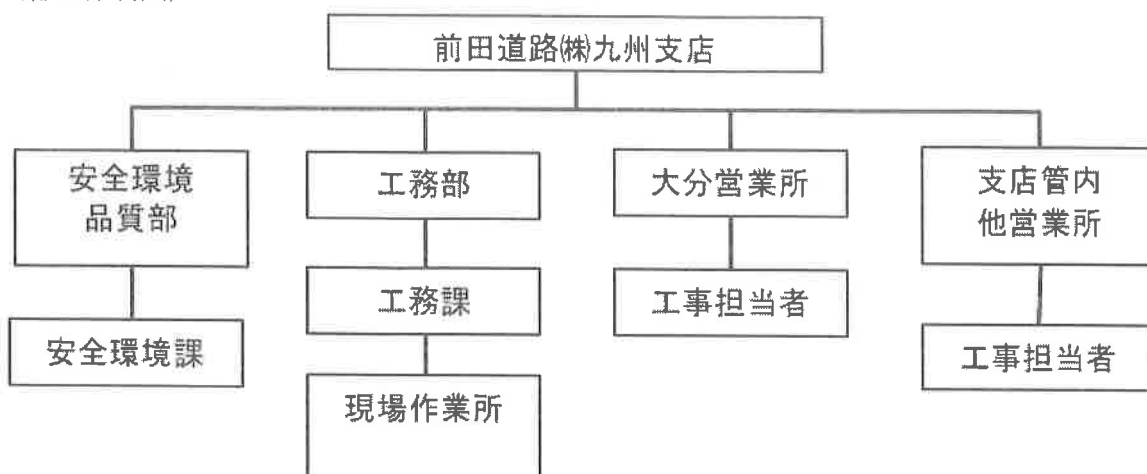 前田道路㈱九州支店
安全環境
品質部
工務部
大分営業所
支店管内
他営業所
安全環境課
工務課
工事担当者
工事担当者
現場作業所